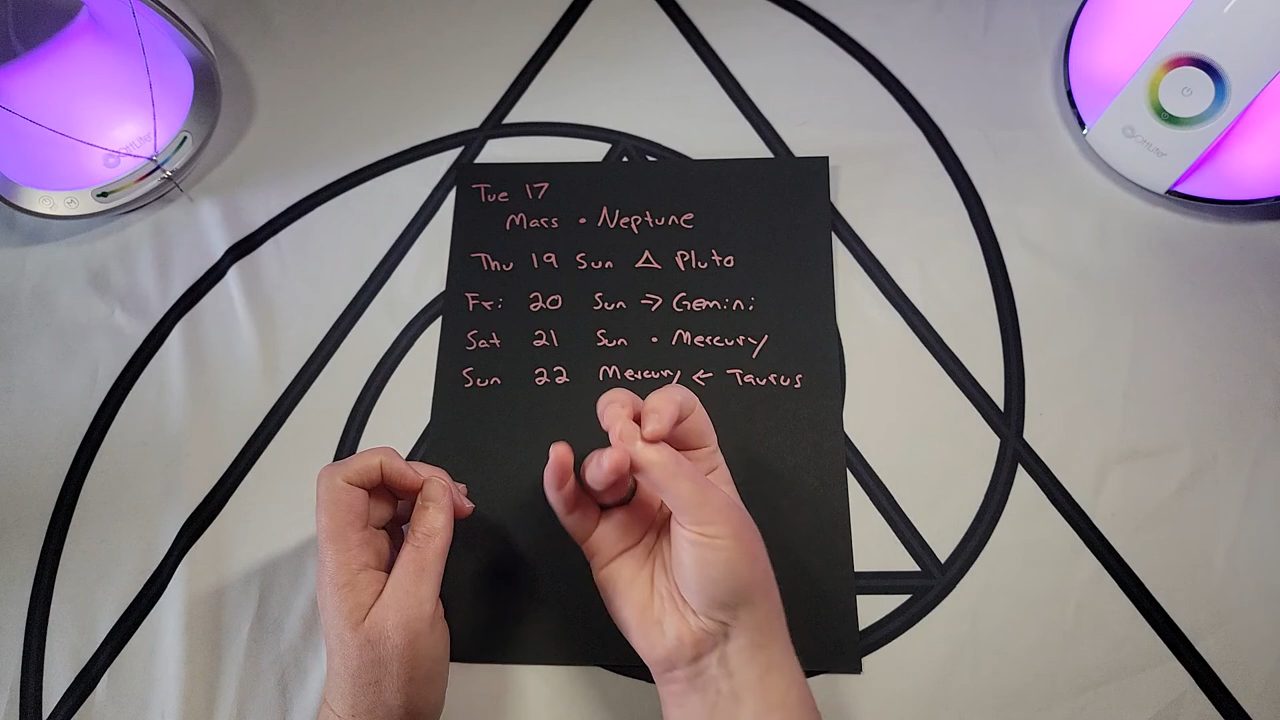 Tue 17
Mars • Neptune
Thu 19 Sun △ Pluto
Fri 20 Sun → Gemini
Sat 21 Sun • Mercury
Sun 22 Mercury ← Taurus